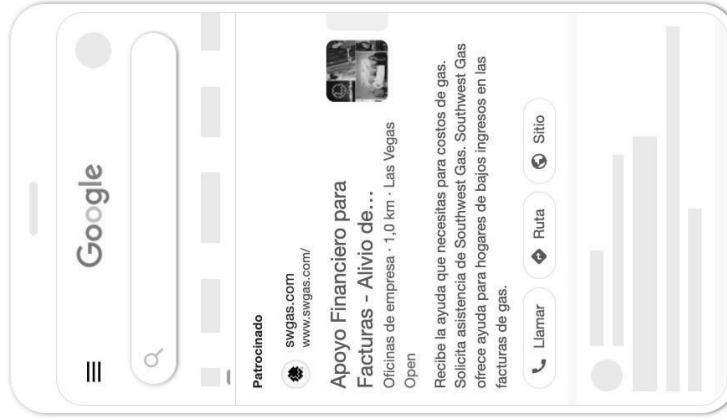 Google
Patrocinado
swgas.com
www.swgas.com/
Apoyo Financiero para
Facturas - Alivio de...
Oficinas de empresa · 1,0 km · Las Vegas
Open
Recibe la ayuda que necesitas para costos de gas.
Solicita asistencia de Southwest Gas. Southwest Gas
ofrece ayuda para hogares de bajos ingresos en las
facturas de gas.
Llamar
Ruta
Sitio